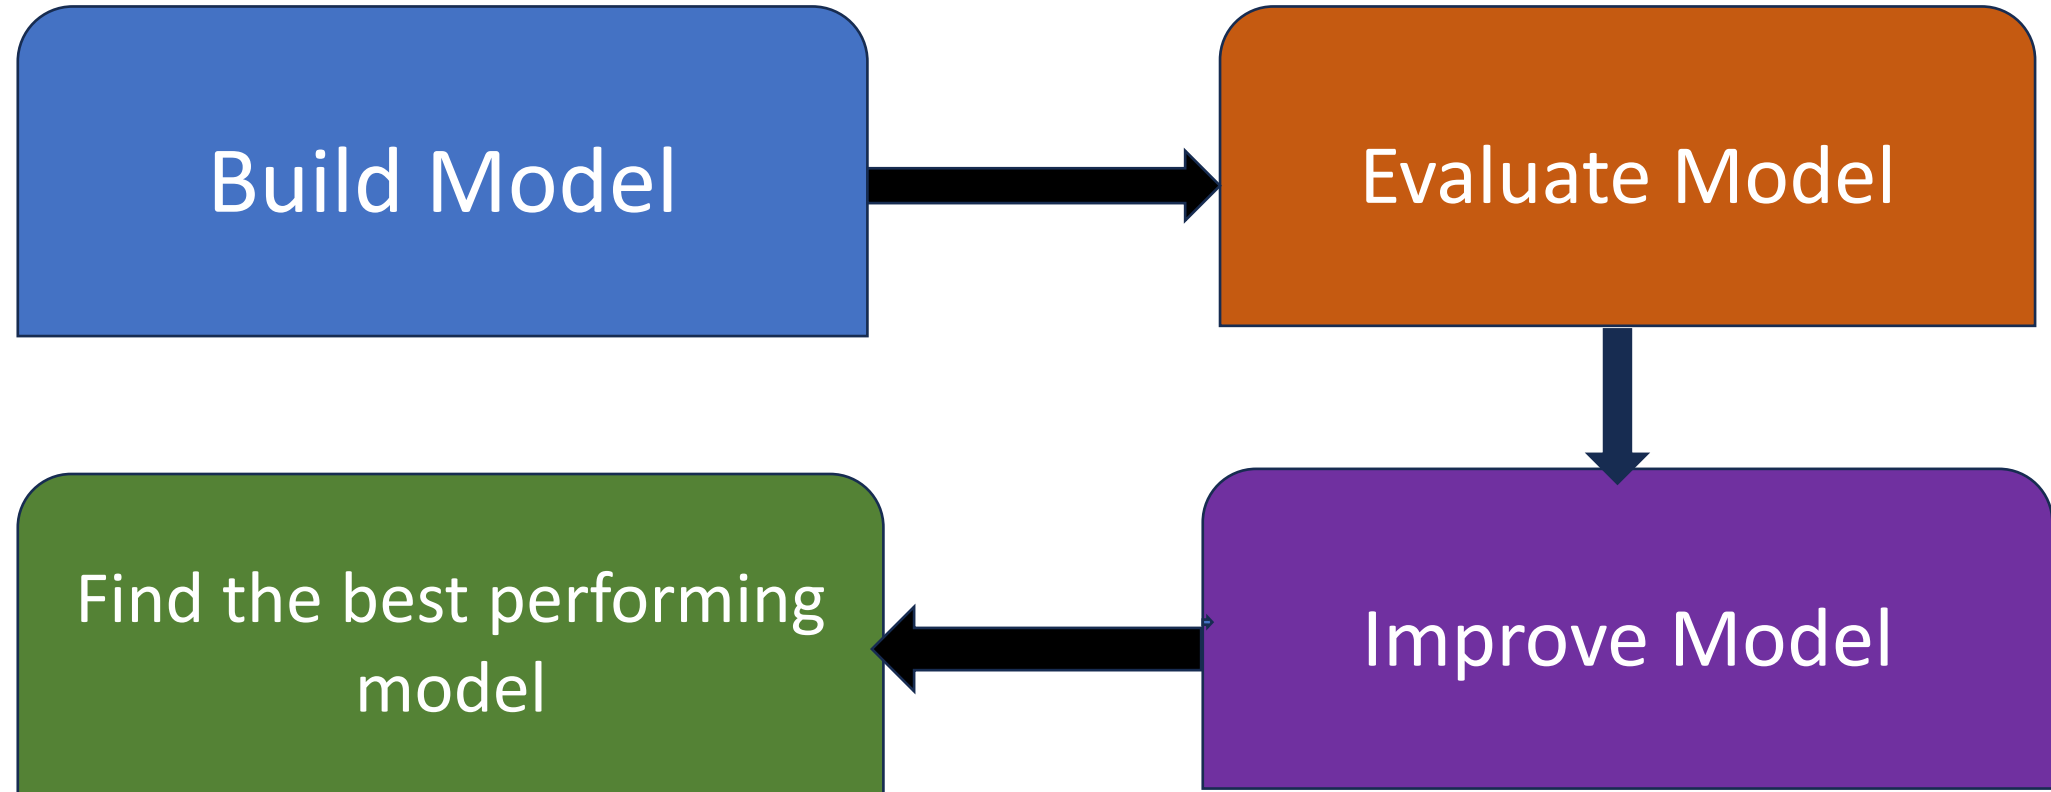 Build Model
Evaluate Model
Find the best performing
model
Improve Model